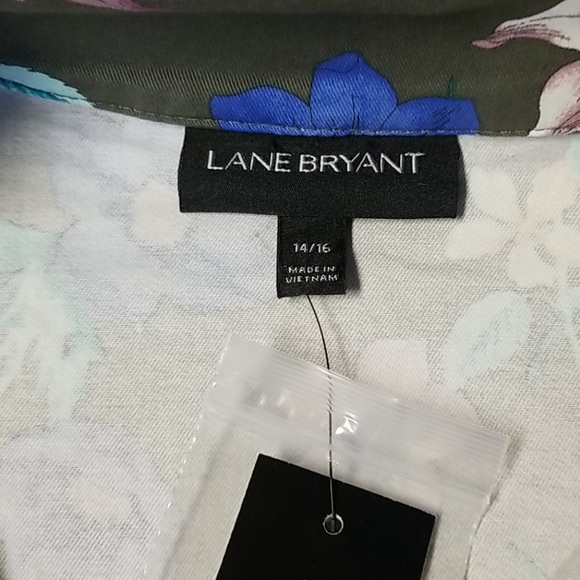 LANE BRYANT
14/16
MADE IN
VIETNAM